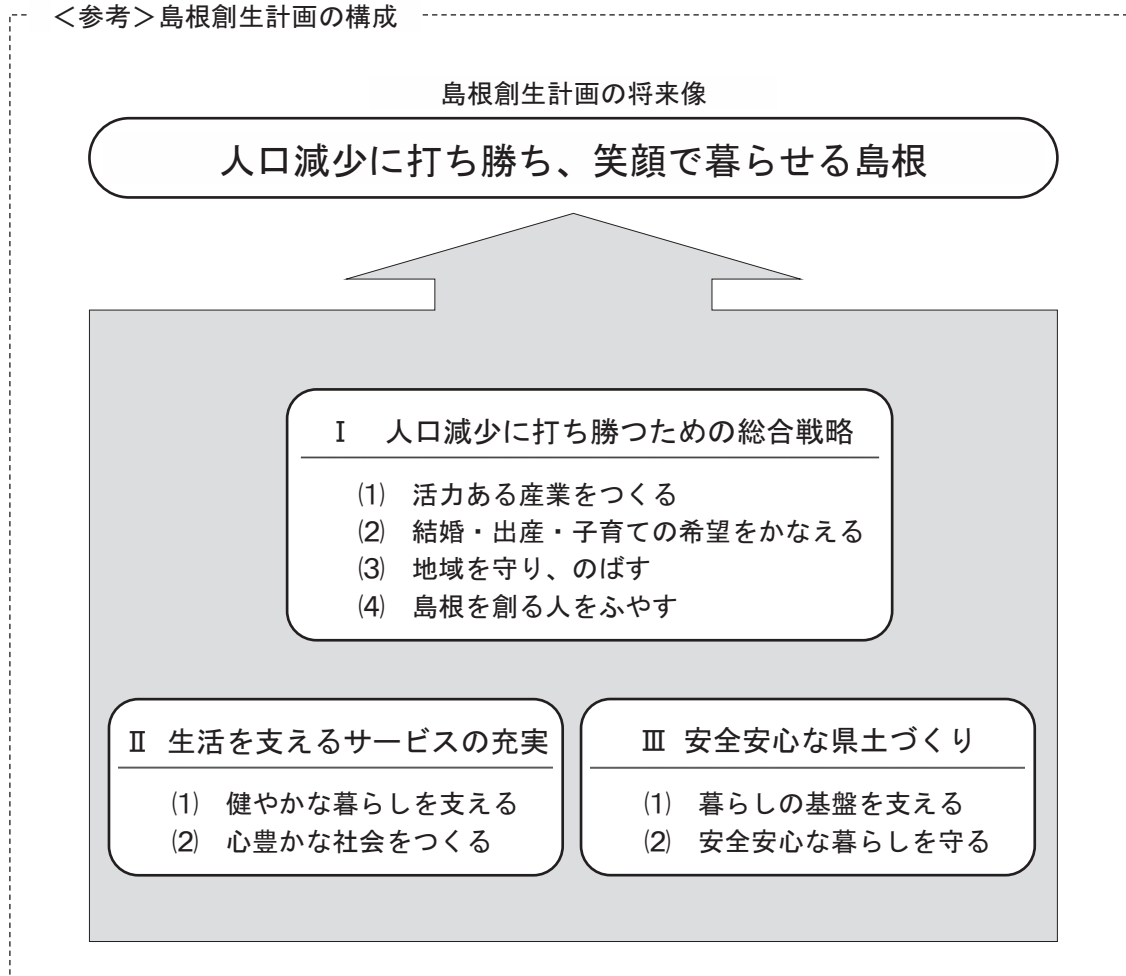 ＜参考＞島根創生計画の構成
島根創生計画の将来像
人口減少に打ち勝ち、笑顔で暮らせる島根
Ⅰ 人口減少に打ち勝つための総合戦略
⑴ 活力ある産業をつくる
⑵ 結婚・出産・子育ての希望をかなえる
⑶ 地域を守り、のばす
⑷ 島根を創る人をふやす
Ⅱ 生活を支えるサービスの充実
⑴ 健やかな暮らしを支える
⑵ 心豊かな社会をつくる
Ⅲ 安全安心な県土づくり
⑴ 暮らしの基盤を支える
⑵ 安全安心な暮らしを守る